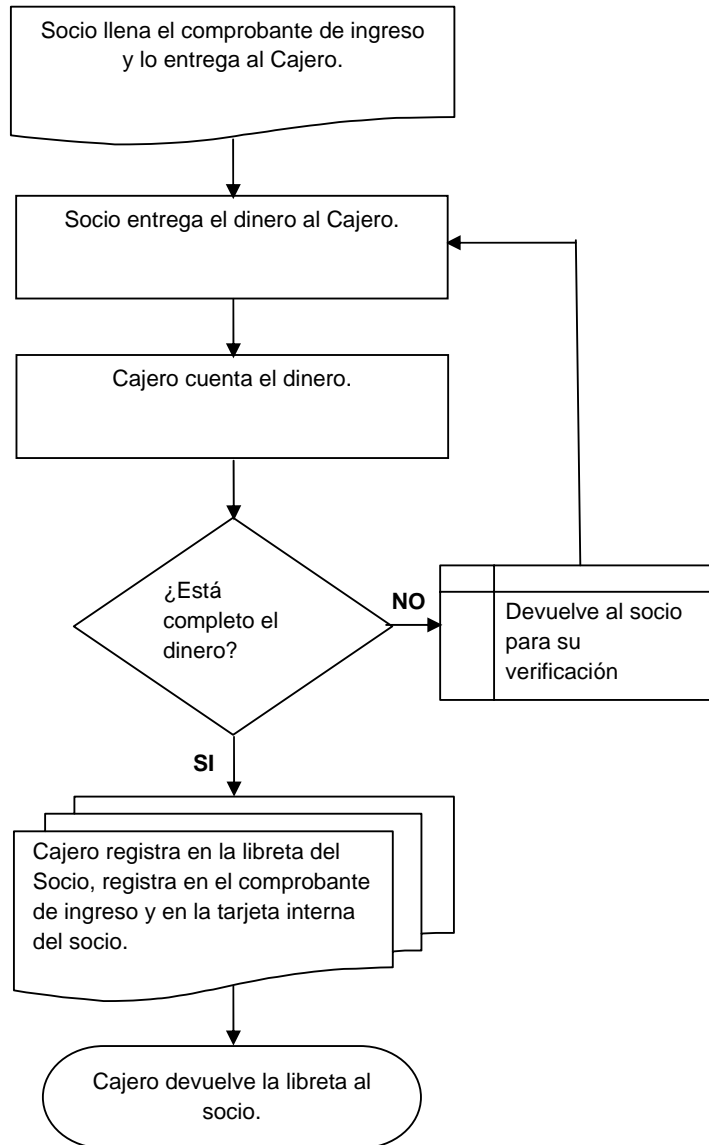 Socio llena el comprobante de ingreso
y lo entrega al Cajero.
Socio entrega el dinero al Cajero.
Cajero cuenta el dinero.
¿Está
completo el
dinero?
NO
Devuelve al socio
para su
verificación
SI
Cajero registra en la libreta del
Socio, registra en el comprobante
de ingreso y en la tarjeta interna
del socio.
Cajero devuelve la libreta al
socio.